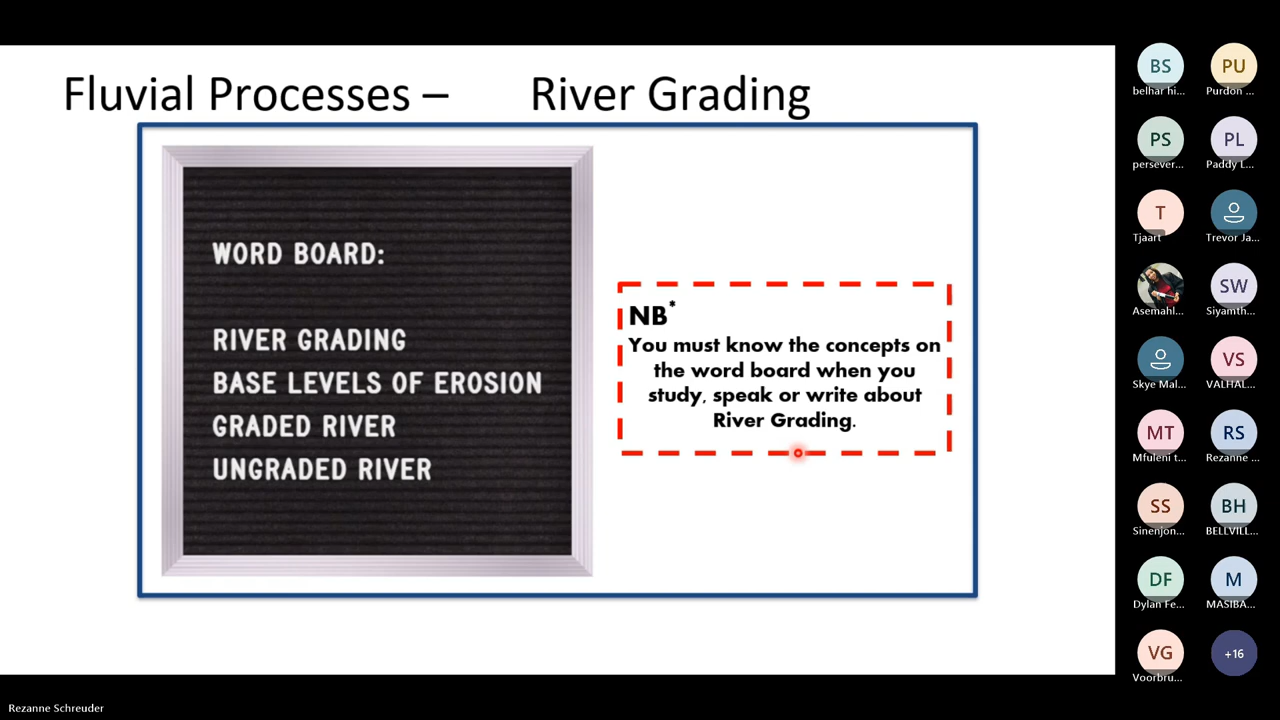 Fluvial Processes – River Grading
WORD BOARD:
RIVER GRADING
BASE LEVELS OF EROSION
GRADED RIVER
UNGRADED RIVER
NB*
You must know the concepts on
the word board when you
study, speak or write about
River Grading.
BS PU
belhar hi... Purdon ...
PS PL
persever... Paddy L...
T
Tjaart Trevor Ja...
SW
Asemahl... Siyamth...
VS
Skye Mal... VALHAL...
MT RS
Mfuleni t... Rezanne ...
SS BH
Sinenjon... BELLVILL...
DF M
Dylan Fe... MASIBA...
VG +16
Voorbru...
Rezanne Schreuder